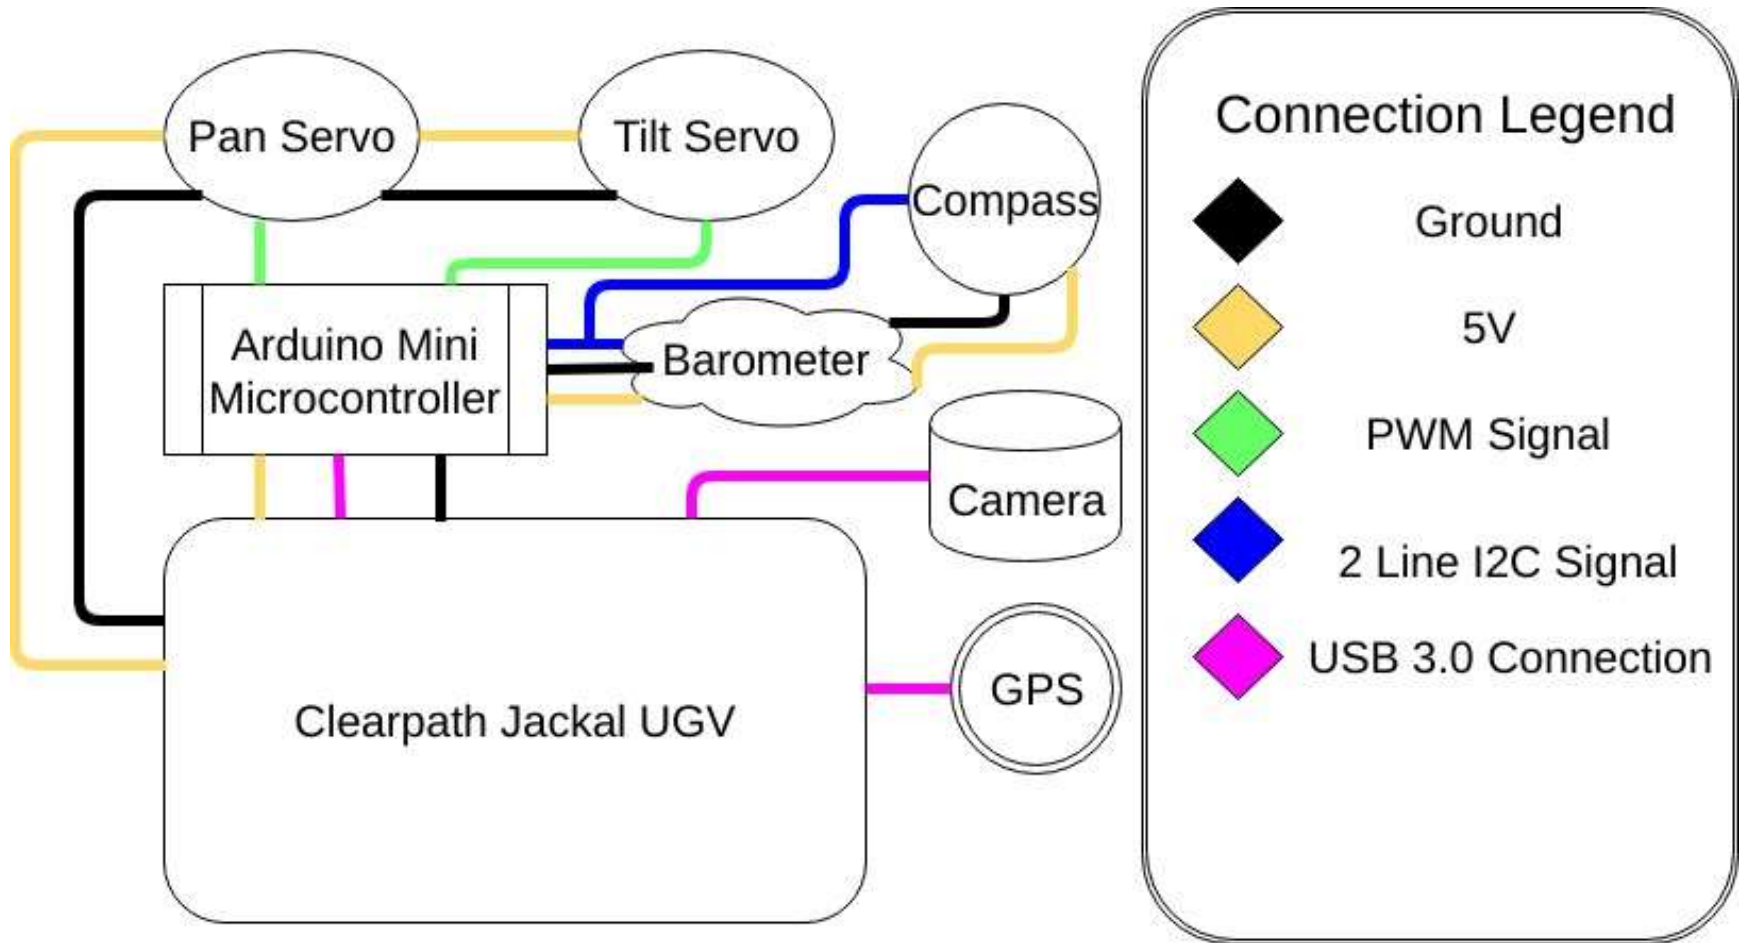 Pan Servo
Tilt Servo
Compass
Arduino Mini
Microcontroller
Barometer
Camera
GPS
Clearpath Jackal UGV
Connection Legend
Ground
5V
PWM Signal
2 Line I2C Signal
USB 3.0 Connection